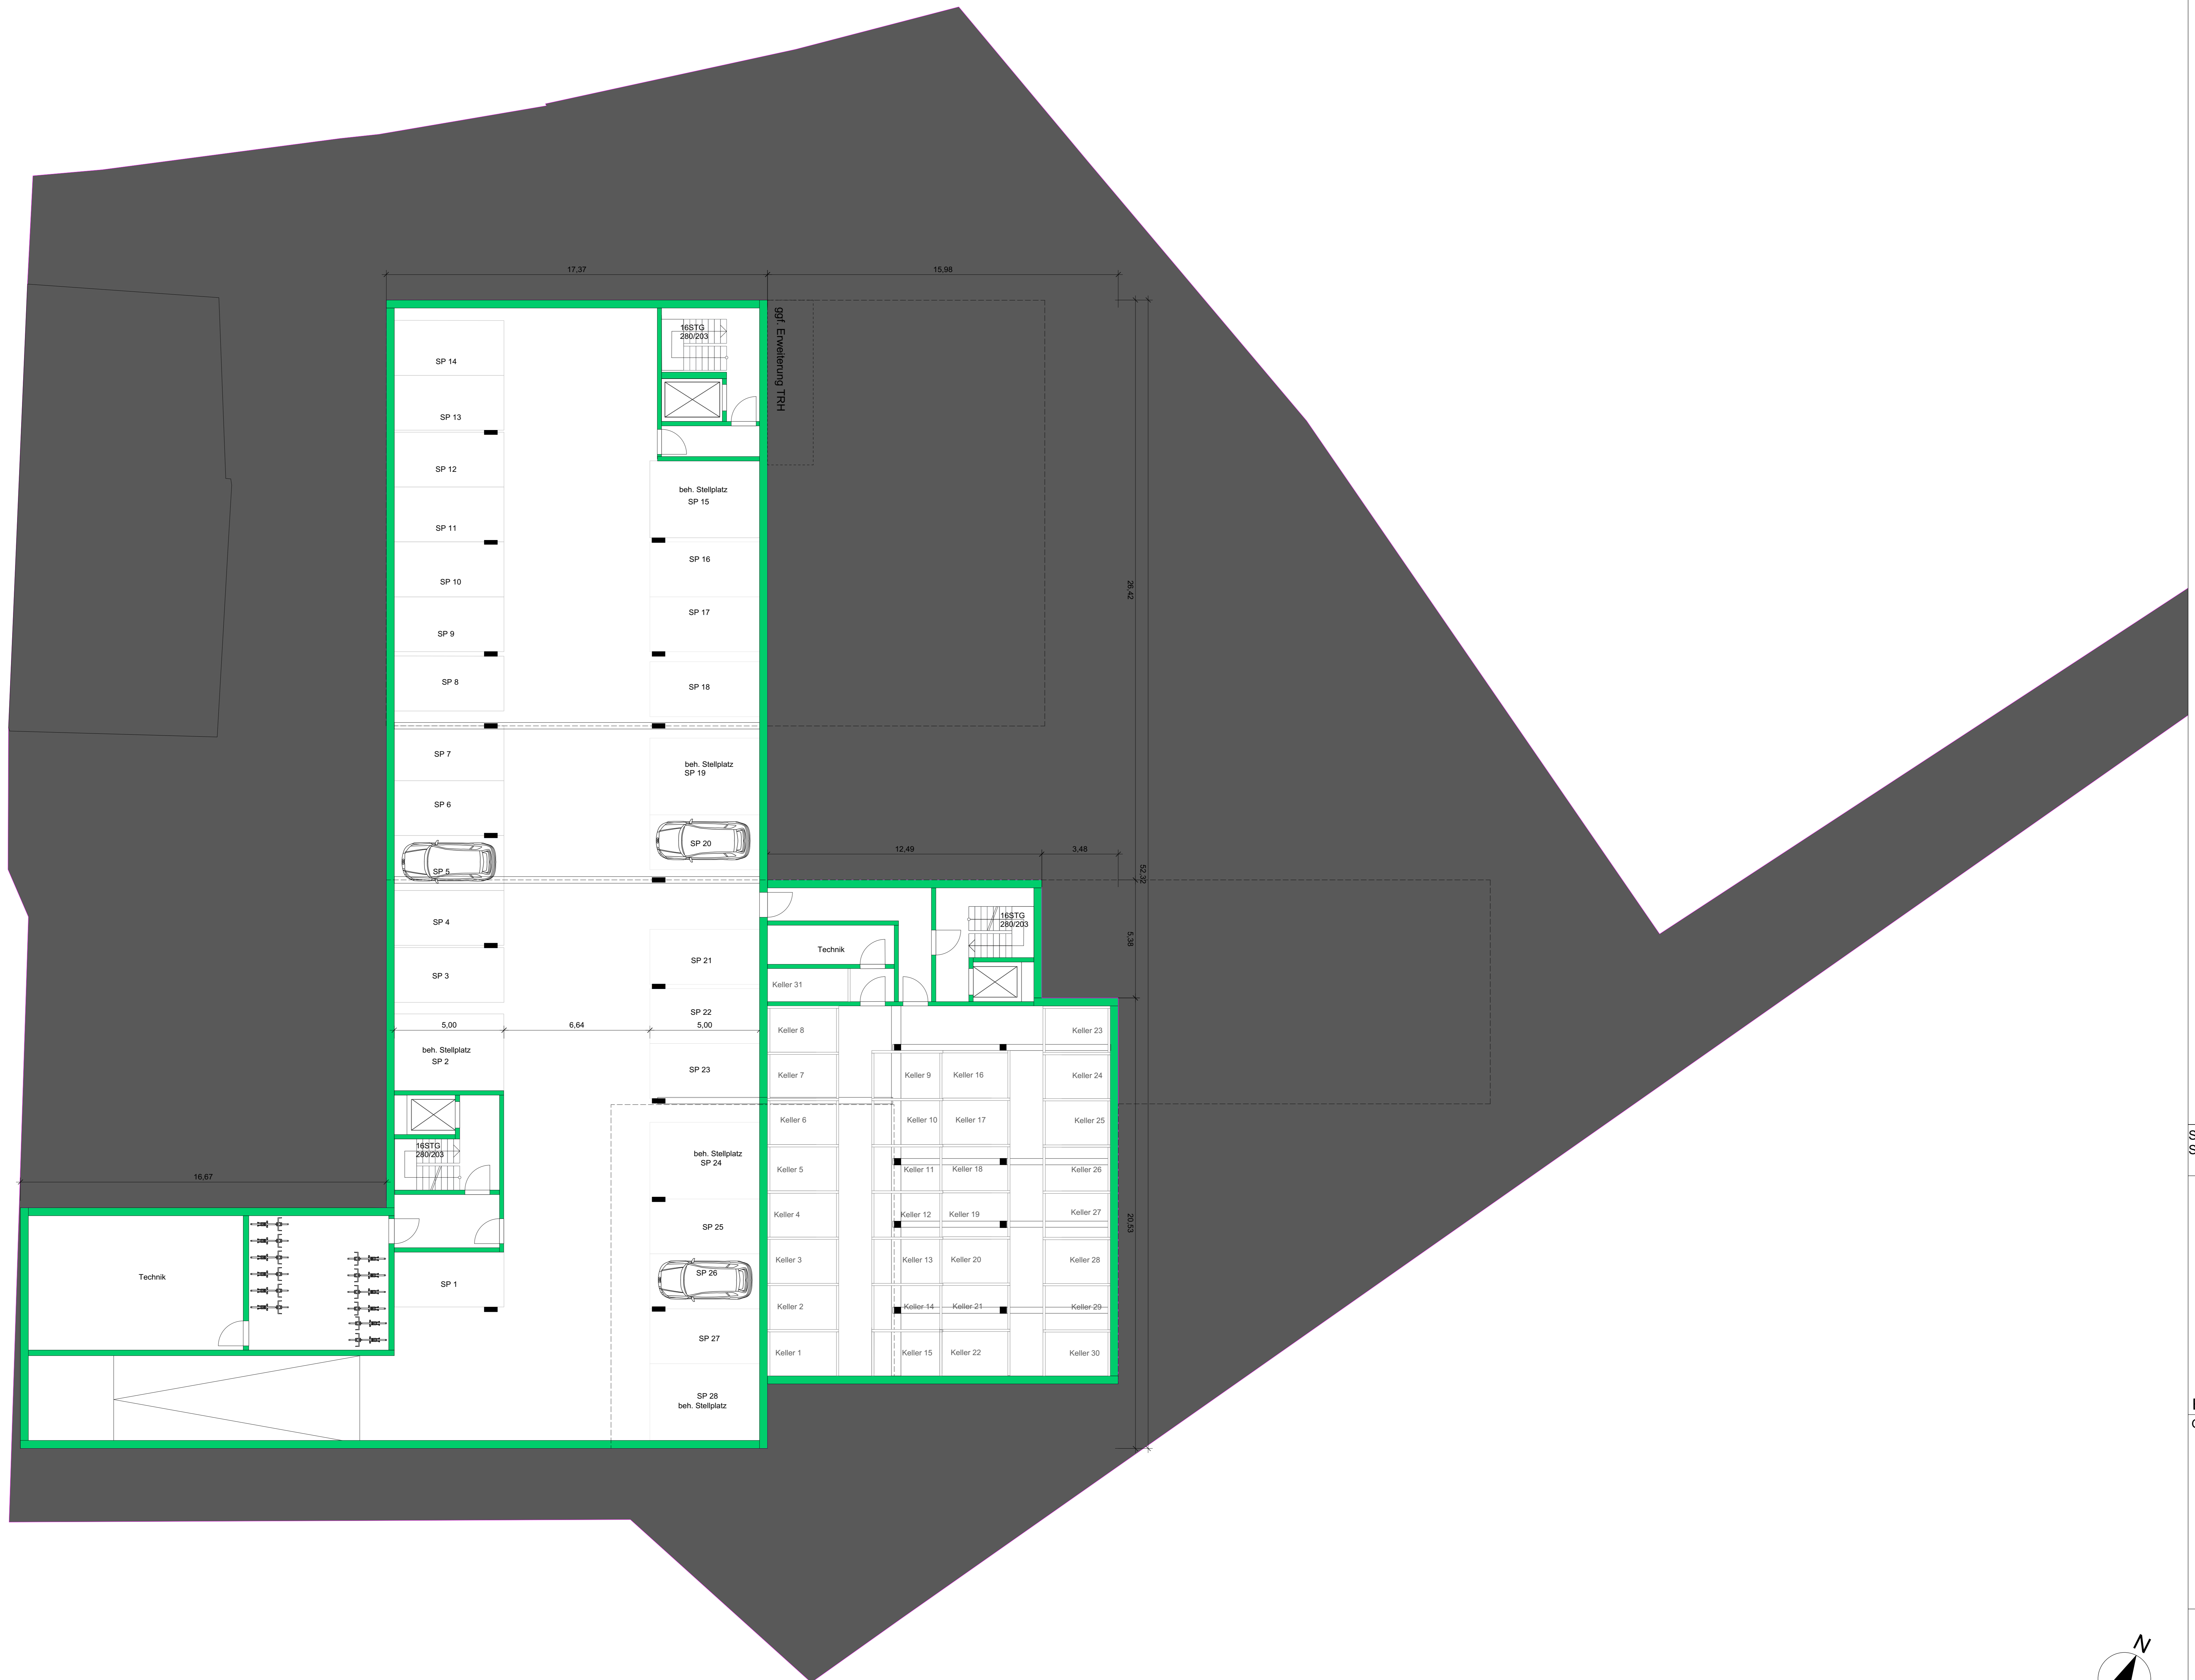 17,37
15,98
16STG
280/203
ggf. Erweiterung TRH
SP 14
SP 13
SP 12
SP 11
SP 10
SP 9
SP 8
beh. Stellplatz
SP 15
SP 16
SP 17
SP 18
26,42
52,32
SP 7
SP 6
SP 5
SP 4
SP 3
beh. Stellplatz
SP 19
SP 20
12,49
3,48
16STG
280/203
5,38
Technik
Keller 31
SP 21
SP 22
5,00
6,64
5,00
beh. Stellplatz
SP 2
SP 23
16STG
280/203
16,67
beh. Stellplatz
SP 24
SP 25
SP 26
SP 27
SP 28
beh. Stellplatz
Technik
SP 1
Keller 8
Keller 7
Keller 6
Keller 5
Keller 4
Keller 3
Keller 2
Keller 1
Keller 9
Keller 10
Keller 11
Keller 12
Keller 13
Keller 14
Keller 15
Keller 16
Keller 17
Keller 18
Keller 19
Keller 20
Keller 21
Keller 22
Keller 23
Keller 24
Keller 25
Keller 26
Keller 27
Keller 28
Keller 29
Keller 30
20,53
S
S
N